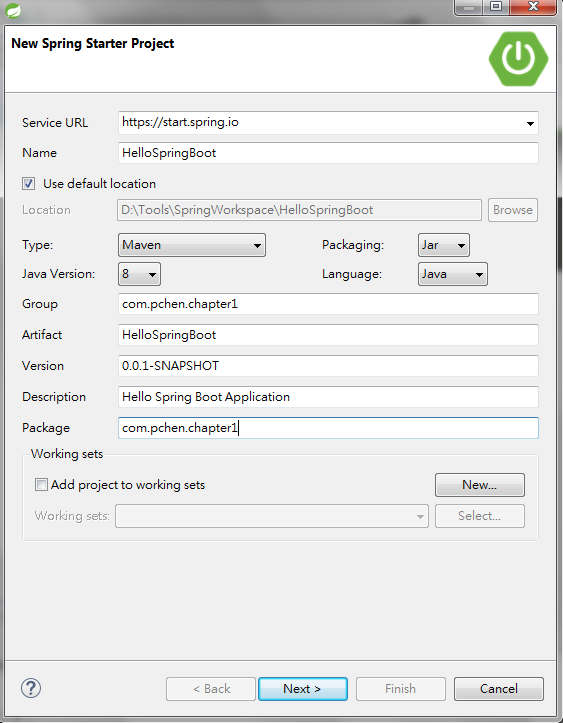 New Spring Starter Project
Service URL https://start.spring.io
Name HelloSpringBoot
Use default location
Location D:\Tools\SpringWorkspace\HelloSpringBoot Browse
Type: Maven Packaging: Jar
Java Version: 8 Language: Java
Group com.pchen.chapter1
Artifact HelloSpringBoot
Version 0.0.1-SNAPSHOT
Description Hello Spring Boot Application
Package com.pchen.chapter1
Working sets
Add project to working sets New...
Working sets: Select...
? < Back Next > Finish Cancel